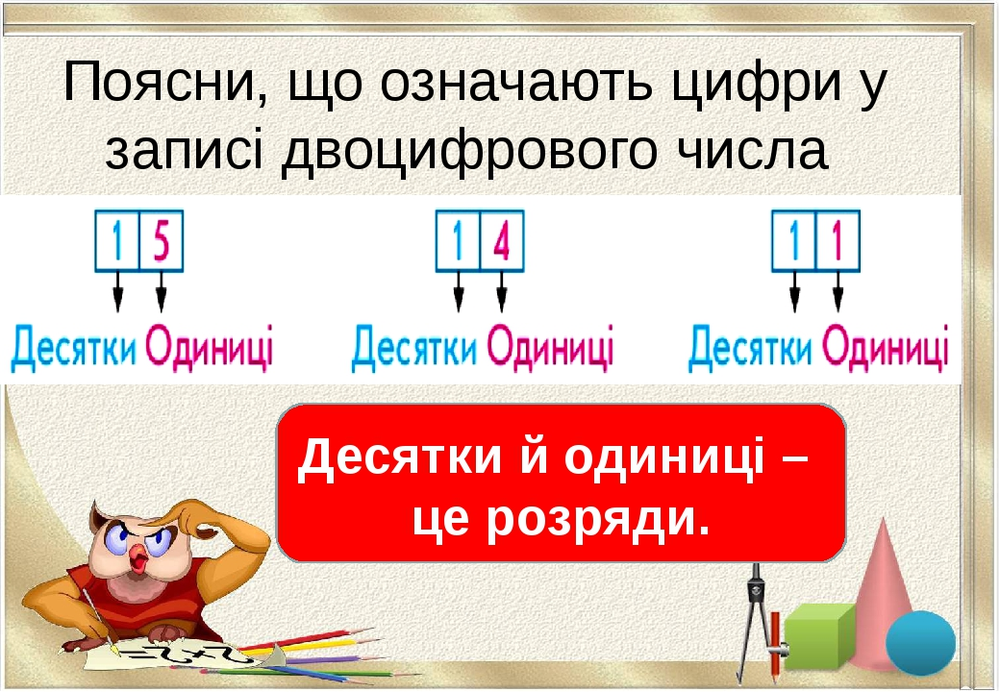 Поясни, що означають цифри у
записі двоцифрового числа
1 5 1 4 1 1
Десятки Одиниці Десятки Одиниці Десятки Одиниці
Десятки й одиниці –
це розряди.